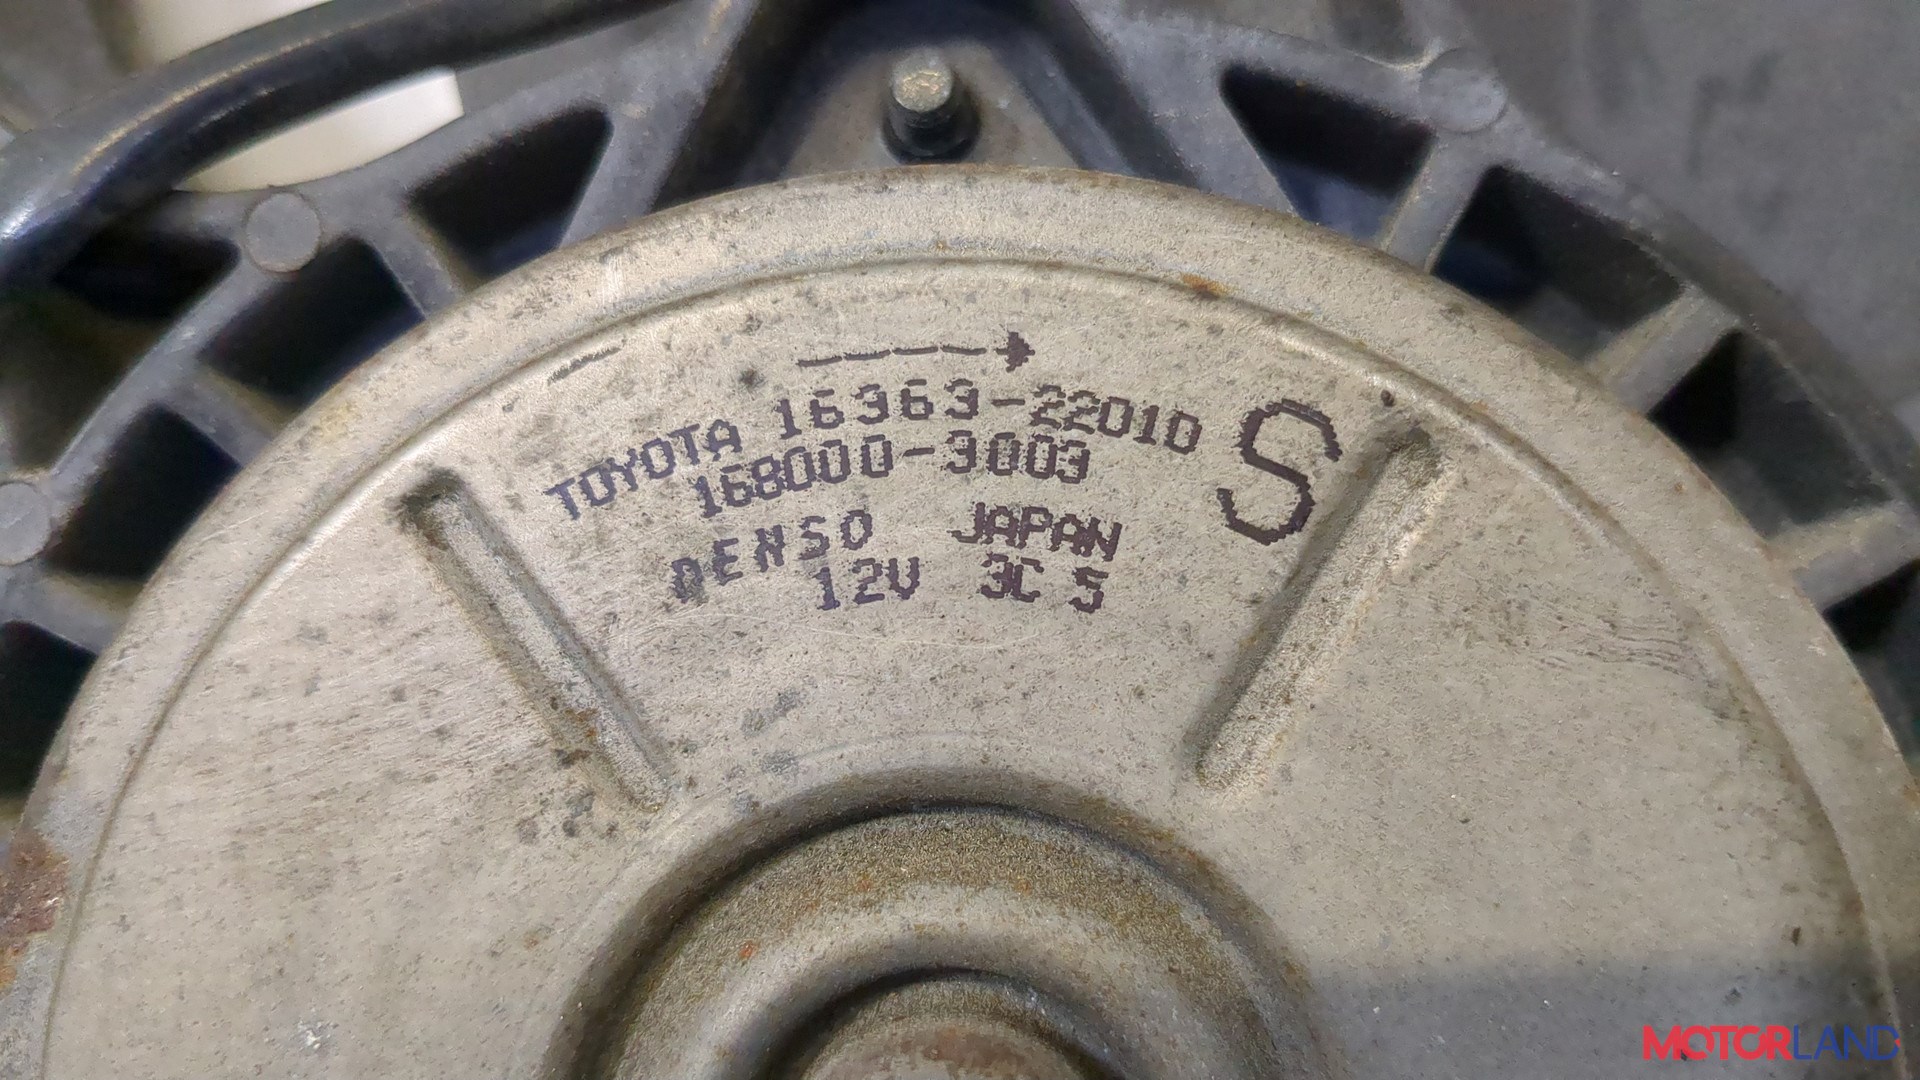 TOYOTA 16363-22010 S
168000-3003
DENSO JAPAN
12V 3C 5
MOTORLAND